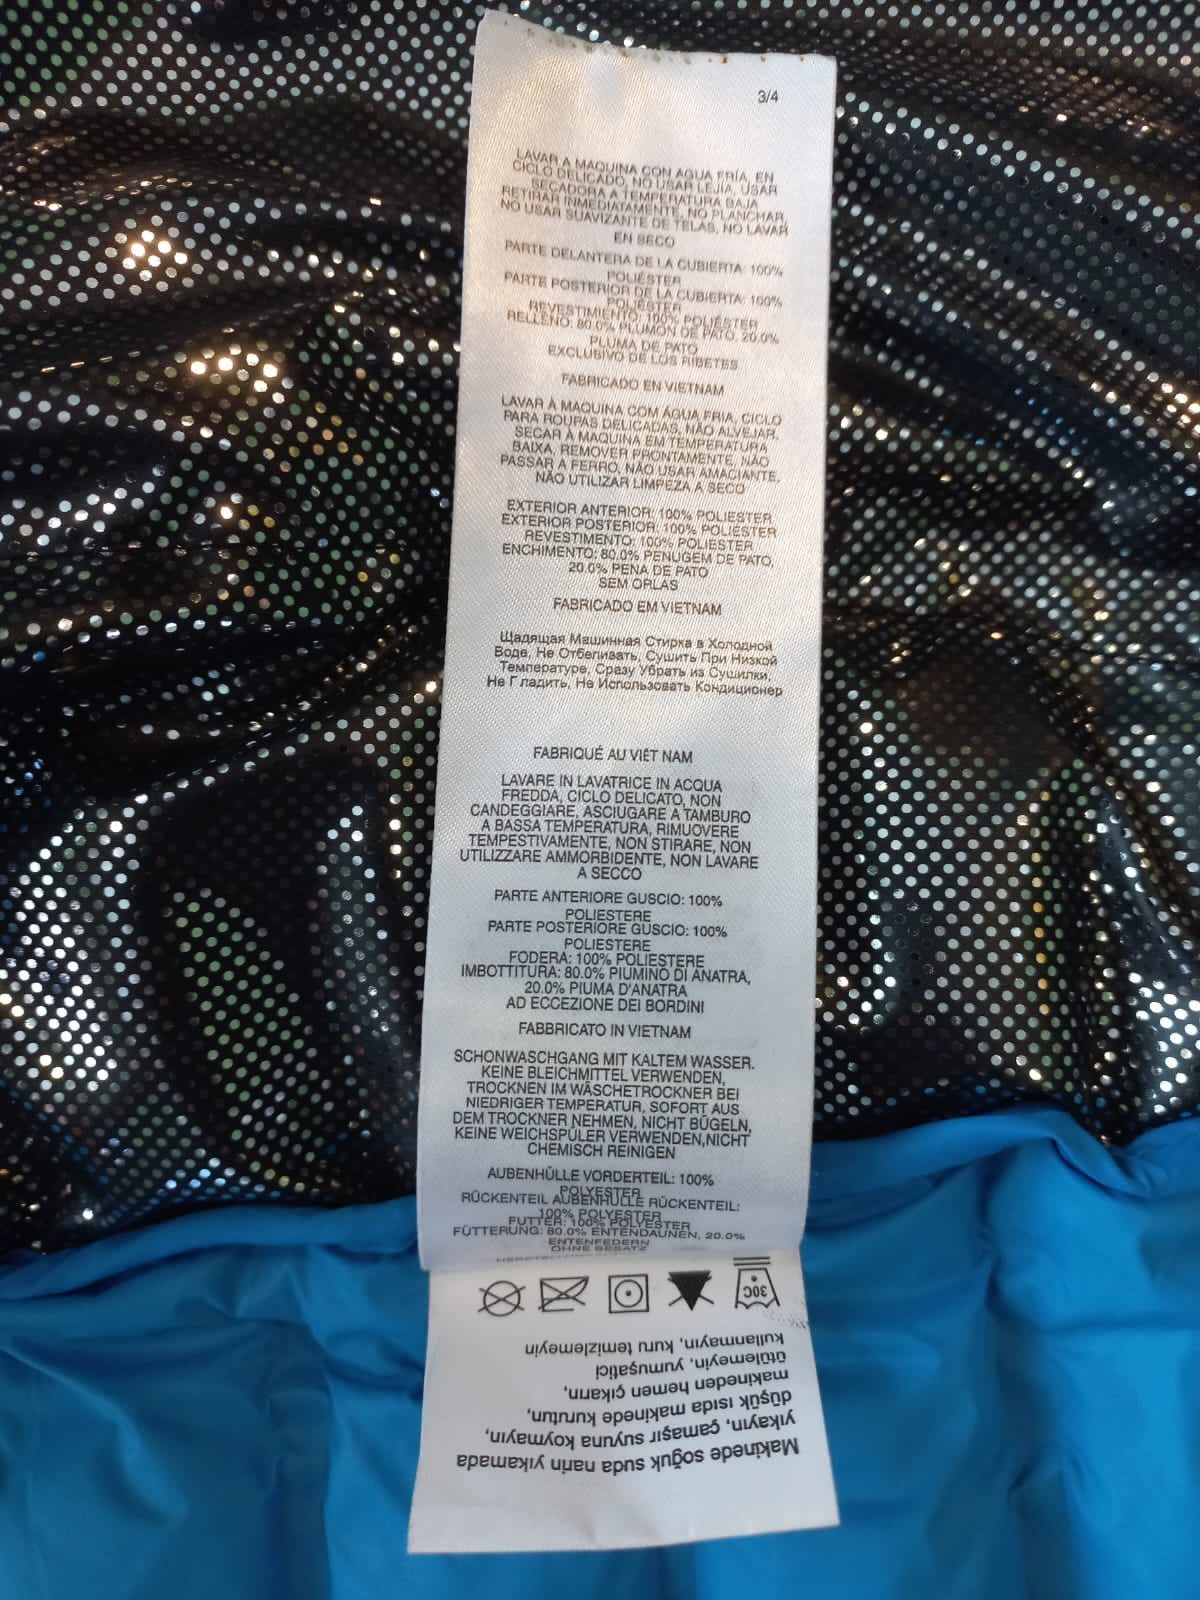 3/4
LAVAR A MAQUINA CON AGUA FRÍA, EN
CICLO DELICADO, NO USAR LEJIA, USAR
SECADORA A TEMPERATURA BAJA
RETIRAR INMEDIATAMENTE, NO PLANCHAR,
NO USAR SUAVIZANTE DE TELAS, NO LAVAR
EN SECO
PARTE DELANTERA DE LA CUBIERTA: 100%
POLIÉSTER
PARTE POSTERIOR DE LA CUBIERTA: 100%
POLIÉSTER
REVESTIMIENTO: 100% POLIÉSTER
RELLENO: 80.0% PLUMON DE PATO, 20.0%
PLUMA DE PATO
EXCLUSIVO DE LOS RIBETES
FABRICADO EN VIETNAM
LAVAR À MAQUINA COM ÁGUA FRIA, CICLO
PARA ROUPAS DELICADAS, NÃO ALVEJAR,
SECAR À MAQUINA EM TEMPERATURA
BAIXA, REMOVER PRONTAMENTE, NÃO
PASSAR A FERRO, NÃO USAR AMACIANTE,
NÃO UTILIZAR LIMPEZA A SECO
EXTERIOR ANTERIOR: 100% POLIESTER
EXTERIOR POSTERIOR: 100% POLIESTER
REVESTIMENTO: 100% POLIESTER
ENCHIMENTO: 80.0% PENUGEM DE PATO,
20.0% PENA DE PATO
SEM ORLAS
FABRICADO EM VIETNAM
Щадящая Машинная Стирка в Холодной
Воде, Не Отбеливать, Сушить При Низкой
Температуре, Сразу Убрать из Сушилки,
Не Г ладить, Не Использовать Кондиционер
FABRIQUÉ AU VIÊT NAM
LAVARE IN LAVATRICE IN ACQUA
FREDDA, CICLO DELICATO, NON
CANDEGGIARE, ASCIUGARE A TAMBURO
A BASSA TEMPERATURA, RIMUOVERE
TEMPESTIVAMENTE, NON STIRARE, NON
UTILIZZARE AMMORBIDENTE, NON LAVARE
A SECCO
PARTE ANTERIORE GUSCIO: 100%
POLIESTERE
PARTE POSTERIORE GUSCIO: 100%
POLIESTERE
FODERA: 100% POLIESTERE
IMBOTTITURA: 80.0% PIUMINO DI ANATRA,
20.0% PIUMA D'ANATRA
AD ECCEZIONE DEI BORDINI
FABBRICATO IN VIETNAM
SCHONWASCHGANG MIT KALTEM WASSER.
KEINE BLEICHMITTEL VERWENDEN,
TROCKNEN IM WÄSCHETROCKNER BEI
NIEDRIGER TEMPERATUR, SOFORT AUS
DEM TROCKNER NEHMEN, NICHT BÜGELN,
KEINE WEICHSPÜLER VERWENDEN,NICHT
CHEMISCH REINIGEN
AUßENHÜLLE VORDERTEIL: 100%
POLYESTER
RÜCKENTEIL AUßENHÜLLE RÜCKENTEIL:
100% POLYESTER
FUTTER: 100% POLYESTER
FÜTTERUNG: 80.0% ENTENDAUNEN, 20.0%
ENTENFEDERN
OHNE BESATZ
Makinede soğuk suda narin yıkamada
yıkayın, çamaşır suyuna koymayın,
düşük ısıda makinede kurutun,
makineden hemen çıkarın,
ütülemeyin, yumuşatici
kullanmayın, kuru temizlemeyin
30C